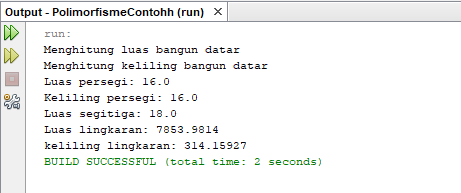 Output - PolimorfismeContohh (run) ×
run:
Menghitung luas bangun datar
Menghitung keliling bangun datar
Luas persegi: 16.0
Keliling persegi: 16.0
Luas segitiga: 18.0
Luas lingkaran: 7853.9814
keliling lingkaran: 314.15927
BUILD SUCCESSFUL (total time: 2 seconds)